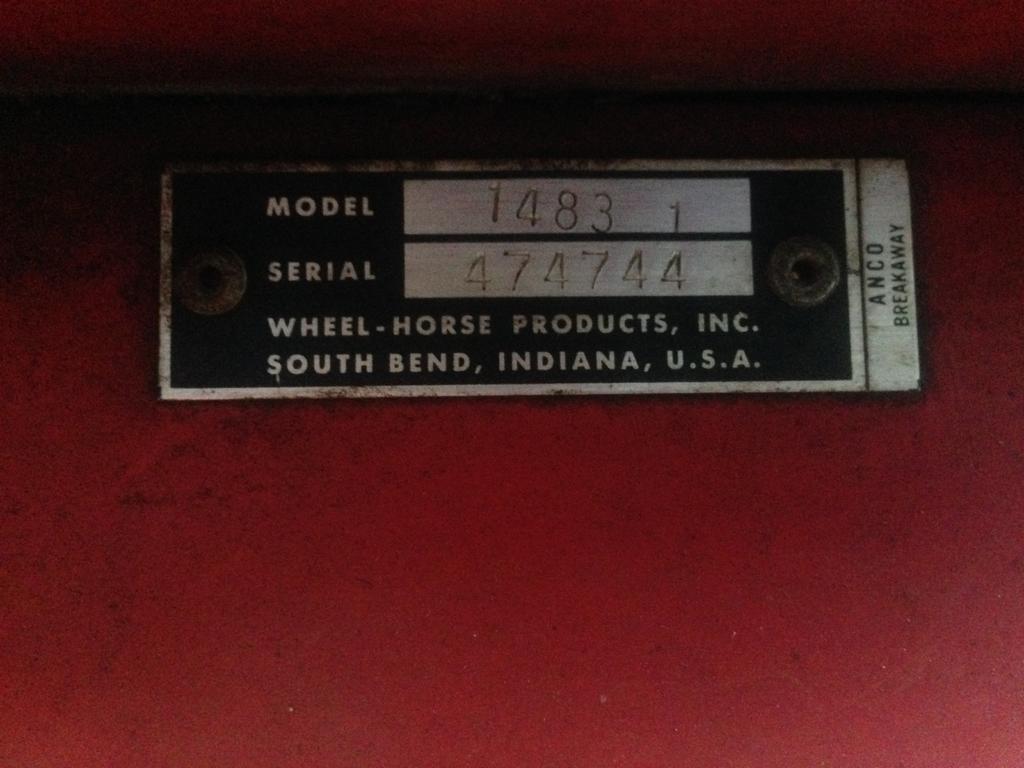 MODEL 1483 1
SERIAL 474744
WHEEL-HORSE PRODUCTS, INC.
SOUTH BEND, INDIANA, U.S.A.
ANCO
BREAKAWAY